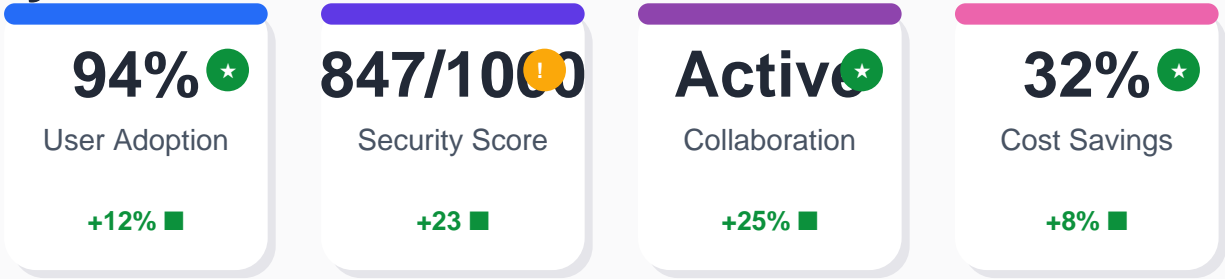 94% ★
847/1000 !
Active ★
32% ★
User Adoption
Security Score
Collaboration
Cost Savings
+12% ■
+23 ■
+25% ■
+8% ■